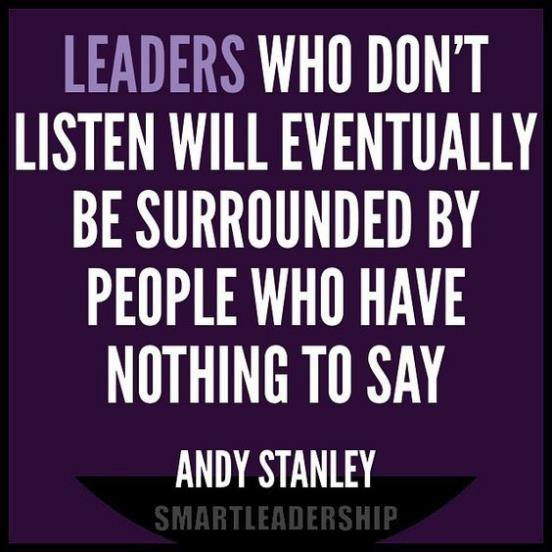 LEADERS WHO DON'T
LISTEN WILL EVENTUALLY
BE SURROUNDED BY
PEOPLE WHO HAVE
NOTHING TO SAY
ANDY STANLEY
SMARTLEADERSHIP